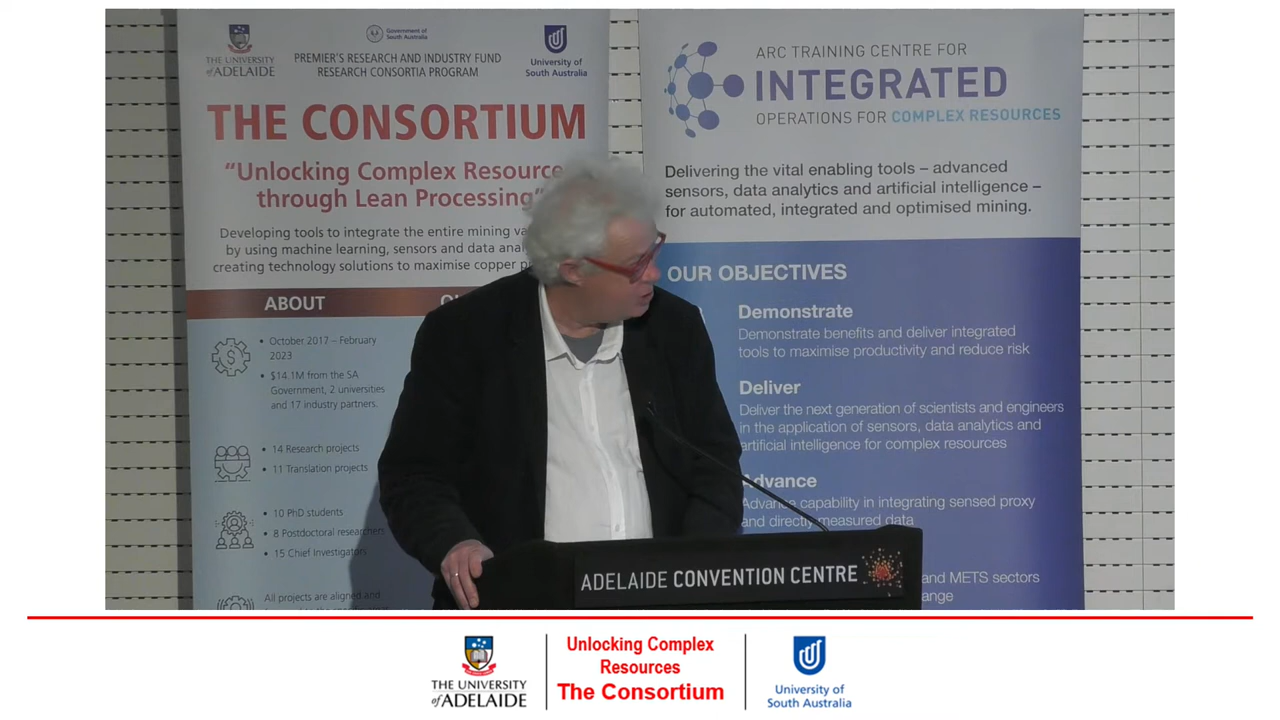 THE UNIVERSITY
of ADELAIDE
Government of
South Australia
PREMIER'S RESEARCH AND INDUSTRY FUND
RESEARCH CONSORTIA PROGRAM
University of
South Australia
THE CONSORTIUM
"Unlocking Complex Resource
through Lean Processing"
Developing tools to integrate the entire mining va
by using machine learning, sensors and data ana
creating technology solutions to maximise copper p
ABOUT
• October 2017 – February
2023
• $14.1M from the SA
Government, 2 universities
and 17 industry partners.
• 14 Research projects
• 11 Translation projects
• 10 PhD students
• 8 Postdoctoral researchers
• 15 Chief Investigators
All projects are aligned and
ARC TRAINING CENTRE FOR
INTEGRATED
OPERATIONS FOR COMPLEX RESOURCES
Delivering the vital enabling tools – advanced
sensors, data analytics and artificial intelligence –
for automated, integrated and optimised mining.
OUR OBJECTIVES
Demonstrate
Demonstrate benefits and deliver integrated
tools to maximise productivity and reduce risk
Deliver
Deliver the next generation of scientists and engineers
in the application of sensors, data analytics and
artificial intelligence for complex resources
Advance
Advance capability in integrating sensed proxy
and directly measured data
and METS sectors
ange
ADELAIDE CONVENTION CENTRE
THE UNIVERSITY
of ADELAIDE
Unlocking Complex
Resources
The Consortium
University of
South Australia